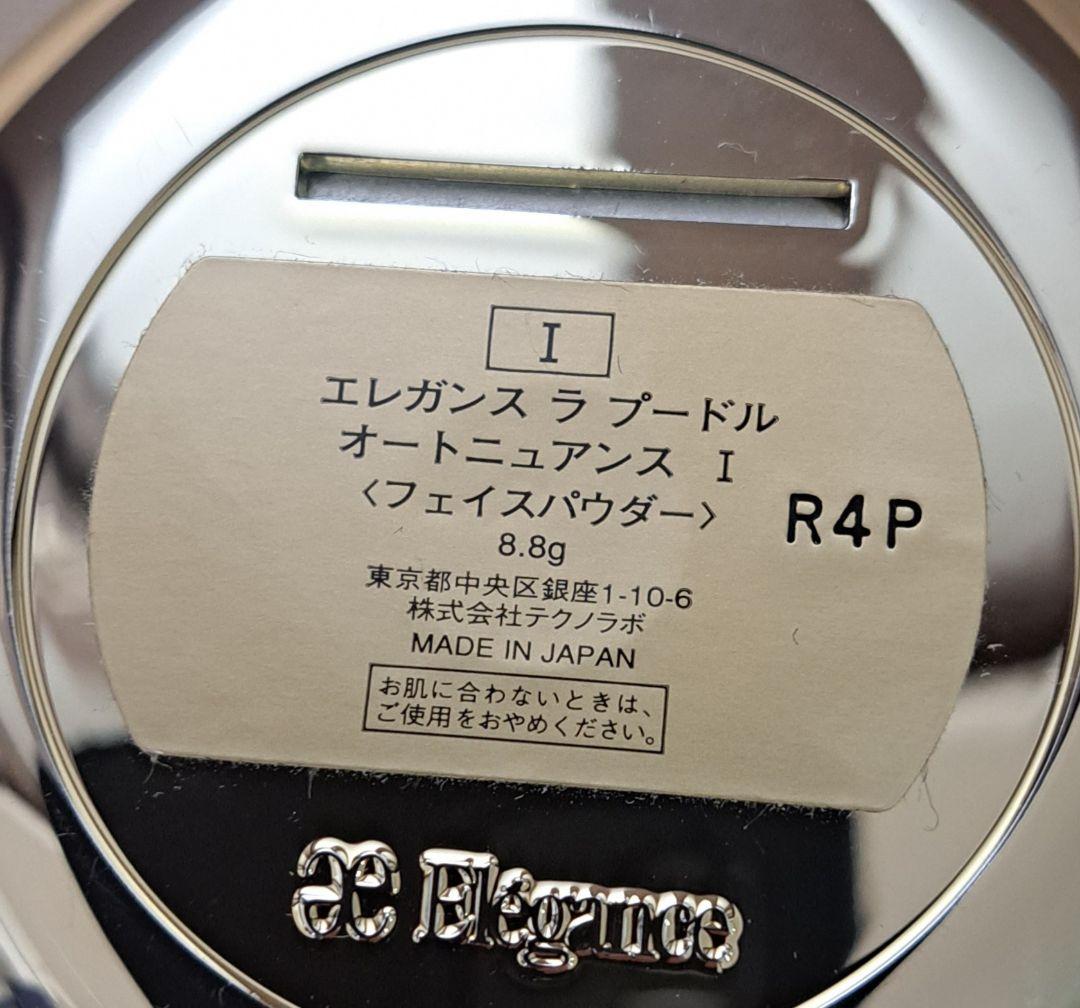 I
エレガンス ラ プードル
オートニュアンス I
〈フェイスパウダー〉
R4P
8.8g
東京都中央区銀座1-10-6
株式会社テクノラボ
MADE IN JAPAN
お肌に合わないときは、
ご使用をおやめください。
Æ Elégance